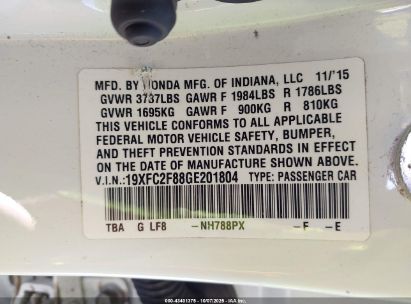 MFD. BY HONDA MFG. OF INDIANA, LLC 11/'15
GVWR 3737LBS GAWR F 1984LBS R 1786LBS
GVWR 1695KG GAWR F 900KG R 810KG
THIS VEHICLE CONFORMS TO ALL APPLICABLE
FEDERAL MOTOR VEHICLE SAFETY, BUMPER,
AND THEFT PREVENTION STANDARDS IN EFFECT
ON THE DATE OF MANUFACTURE SHOWN ABOVE.
V.I.N.: 19XFC2F88GE201804 TYPE: PASSENGER CAR
TBA G LF8 -NH788PX -F -E